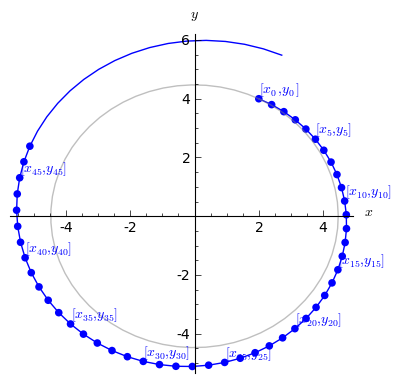 y
6
[x₀,y₀]
4
[x₅,y₅]
2
[x₄₅,y₄₅]
[x₁₀,y₁₀]
x
-4
-2
2
4
[x₄₀,y₄₀]
[x₁₅,y₁₅]
-2
[x₃₅,y₃₅]
[x₂₀,y₂₀]
-4
[x₃₀,y₃₀]
[x₂₅,y₂₅]